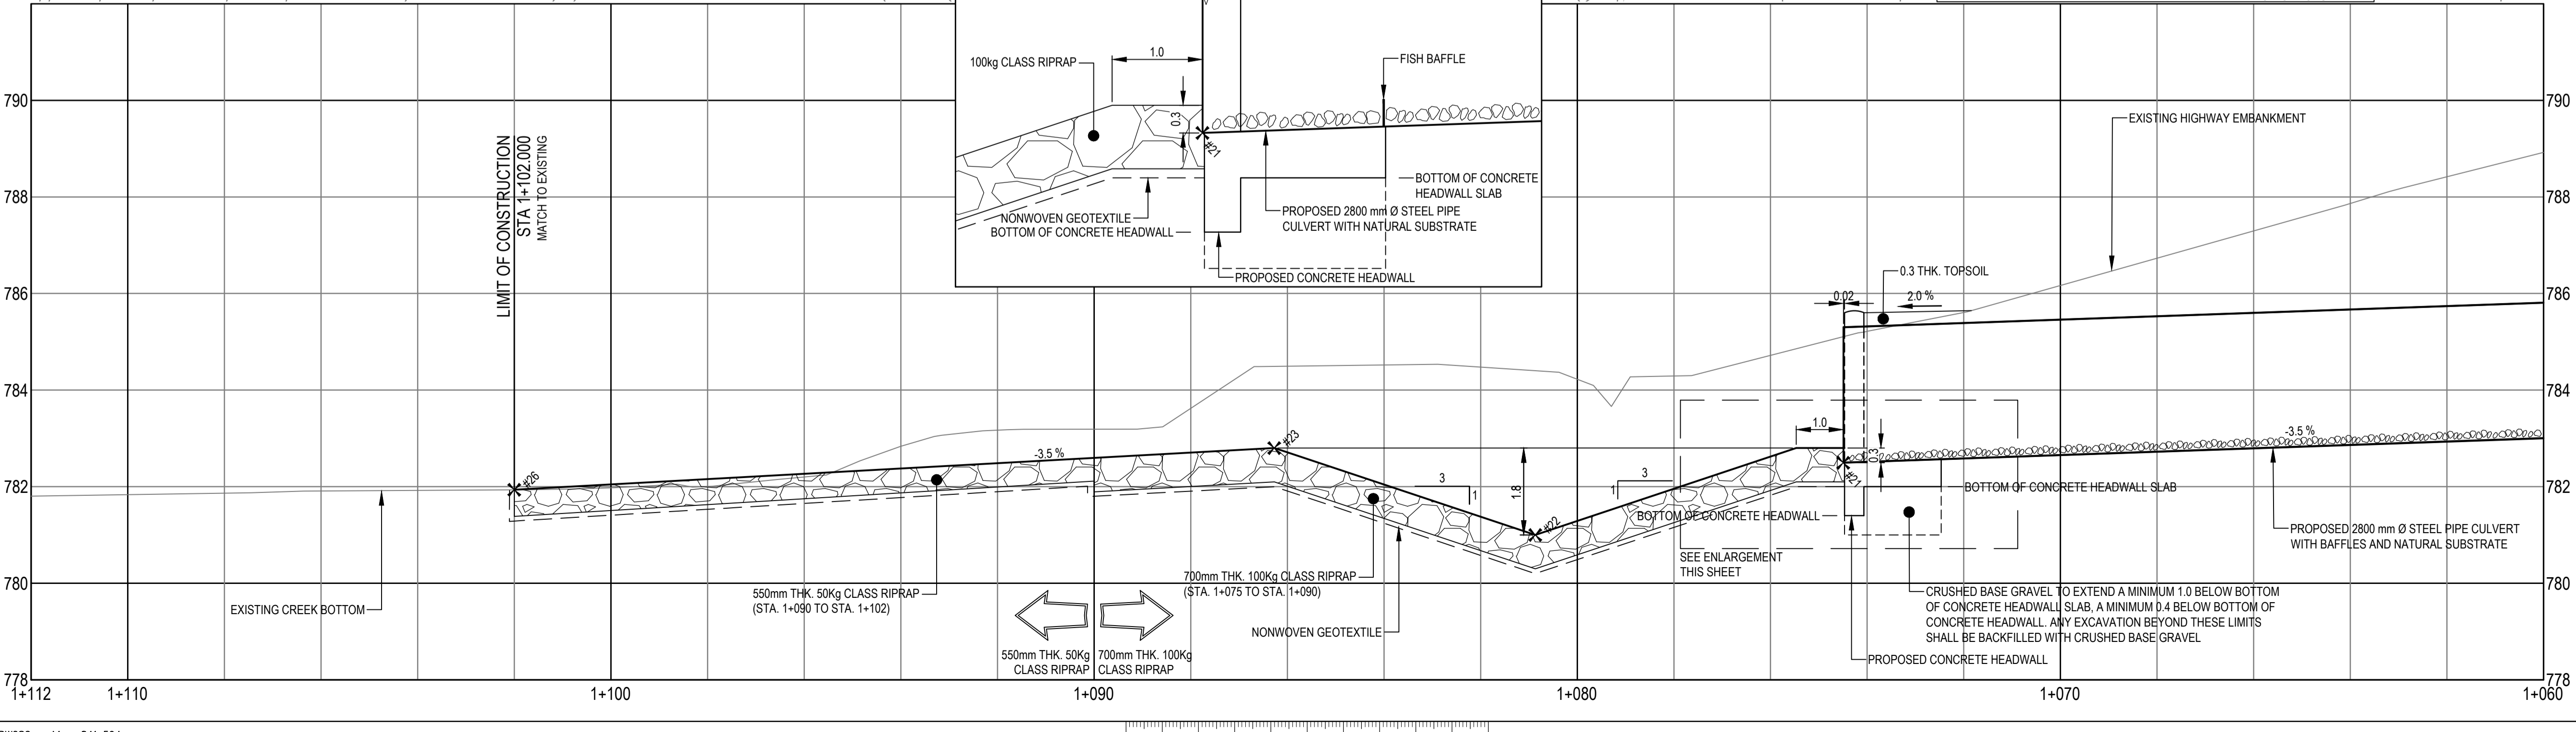 1.0
100kg CLASS RIPRAP
FISH BAFFLE
0.3
#21
BOTTOM OF CONCRETE
HEADWALL SLAB
NONWOVEN GEOTEXTILE
BOTTOM OF CONCRETE HEADWALL
PROPOSED 2800 mm Ø STEEL PIPE
CULVERT WITH NATURAL SUBSTRATE
PROPOSED CONCRETE HEADWALL
790
790
EXISTING HIGHWAY EMBANKMENT
LIMIT OF CONSTRUCTION
STA 1+102.000
MATCH TO EXISTING
788
788
786
786
0.3 THK. TOPSOIL
0.02
2.0 %
784
784
1.0
#23
-3.5 %
-3.5 %
0.3
#26
3
1
1.8
3
1
#21
#22
782
782
BOTTOM OF CONCRETE HEADWALL SLAB
BOTTOM OF CONCRETE HEADWALL
PROPOSED 2800 mm Ø STEEL PIPE CULVERT
WITH BAFFLES AND NATURAL SUBSTRATE
SEE ENLARGEMENT
THIS SHEET
780
780
700mm THK. 100Kg CLASS RIPRAP
(STA. 1+075 TO STA. 1+090)
550mm THK. 50Kg CLASS RIPRAP
(STA. 1+090 TO STA. 1+102)
EXISTING CREEK BOTTOM
CRUSHED BASE GRAVEL TO EXTEND A MINIMUM 1.0 BELOW BOTTOM
OF CONCRETE HEADWALL SLAB, A MINIMUM 0.4 BELOW BOTTOM OF
CONCRETE HEADWALL. ANY EXCAVATION BEYOND THESE LIMITS
SHALL BE BACKFILLED WITH CRUSHED BASE GRAVEL
NONWOVEN GEOTEXTILE
550mm THK. 50Kg
CLASS RIPRAP
700mm THK. 100Kg
CLASS RIPRAP
PROPOSED CONCRETE HEADWALL
778
778
1+112
1+110
1+100
1+090
1+080
1+070
1+060